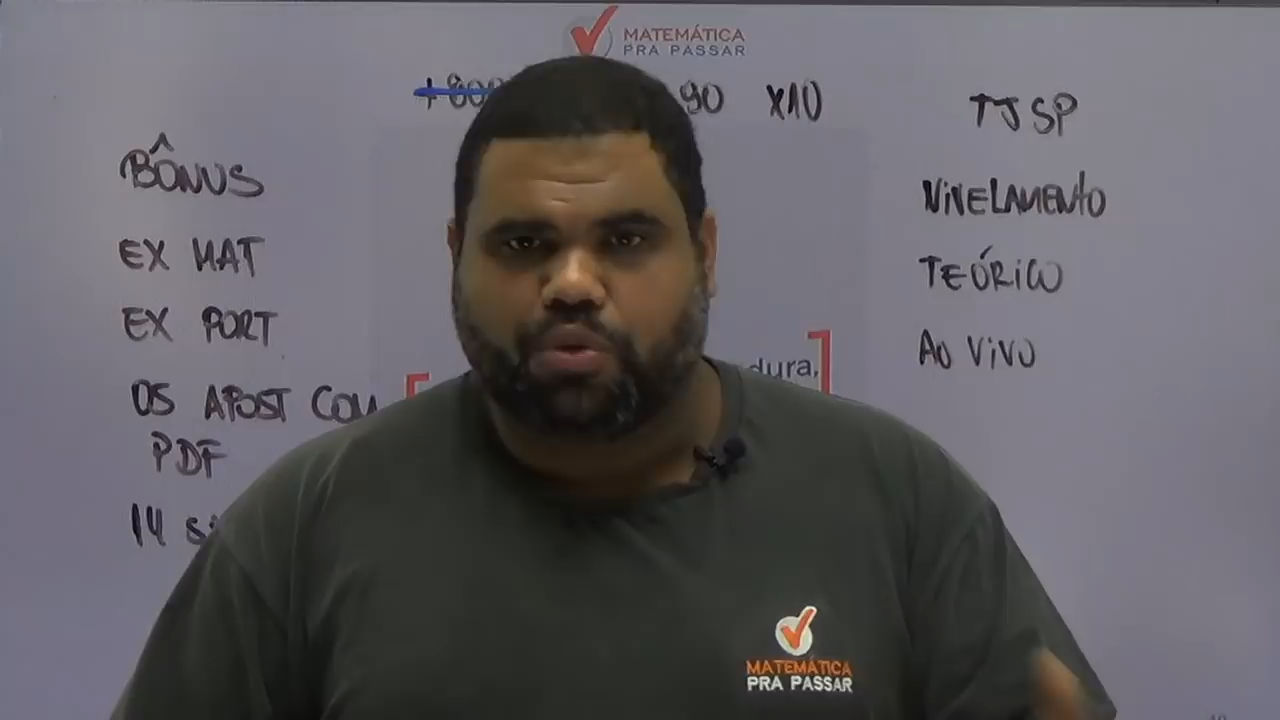 MATEMÁTICA
PRA PASSAR
90 X10
BÔNUS
EX MAT
EX PORT
05 APOST COM
PDF
14
TJ SP
NIVELAMENTO
TEÓRICO
AO VIVO
dura,
MATEMÁTICA
PRA PASSAR